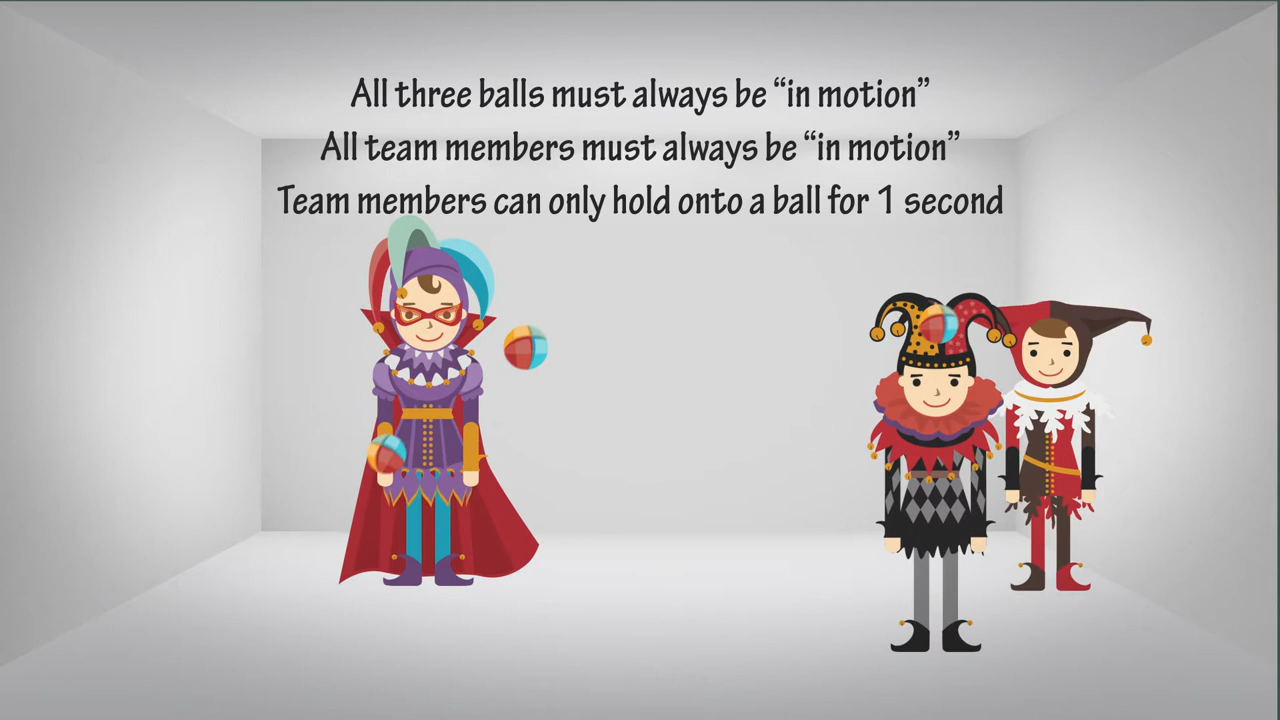 All three balls must always be “in motion”
All team members must always be “in motion”
Team members can only hold onto a ball for 1 second